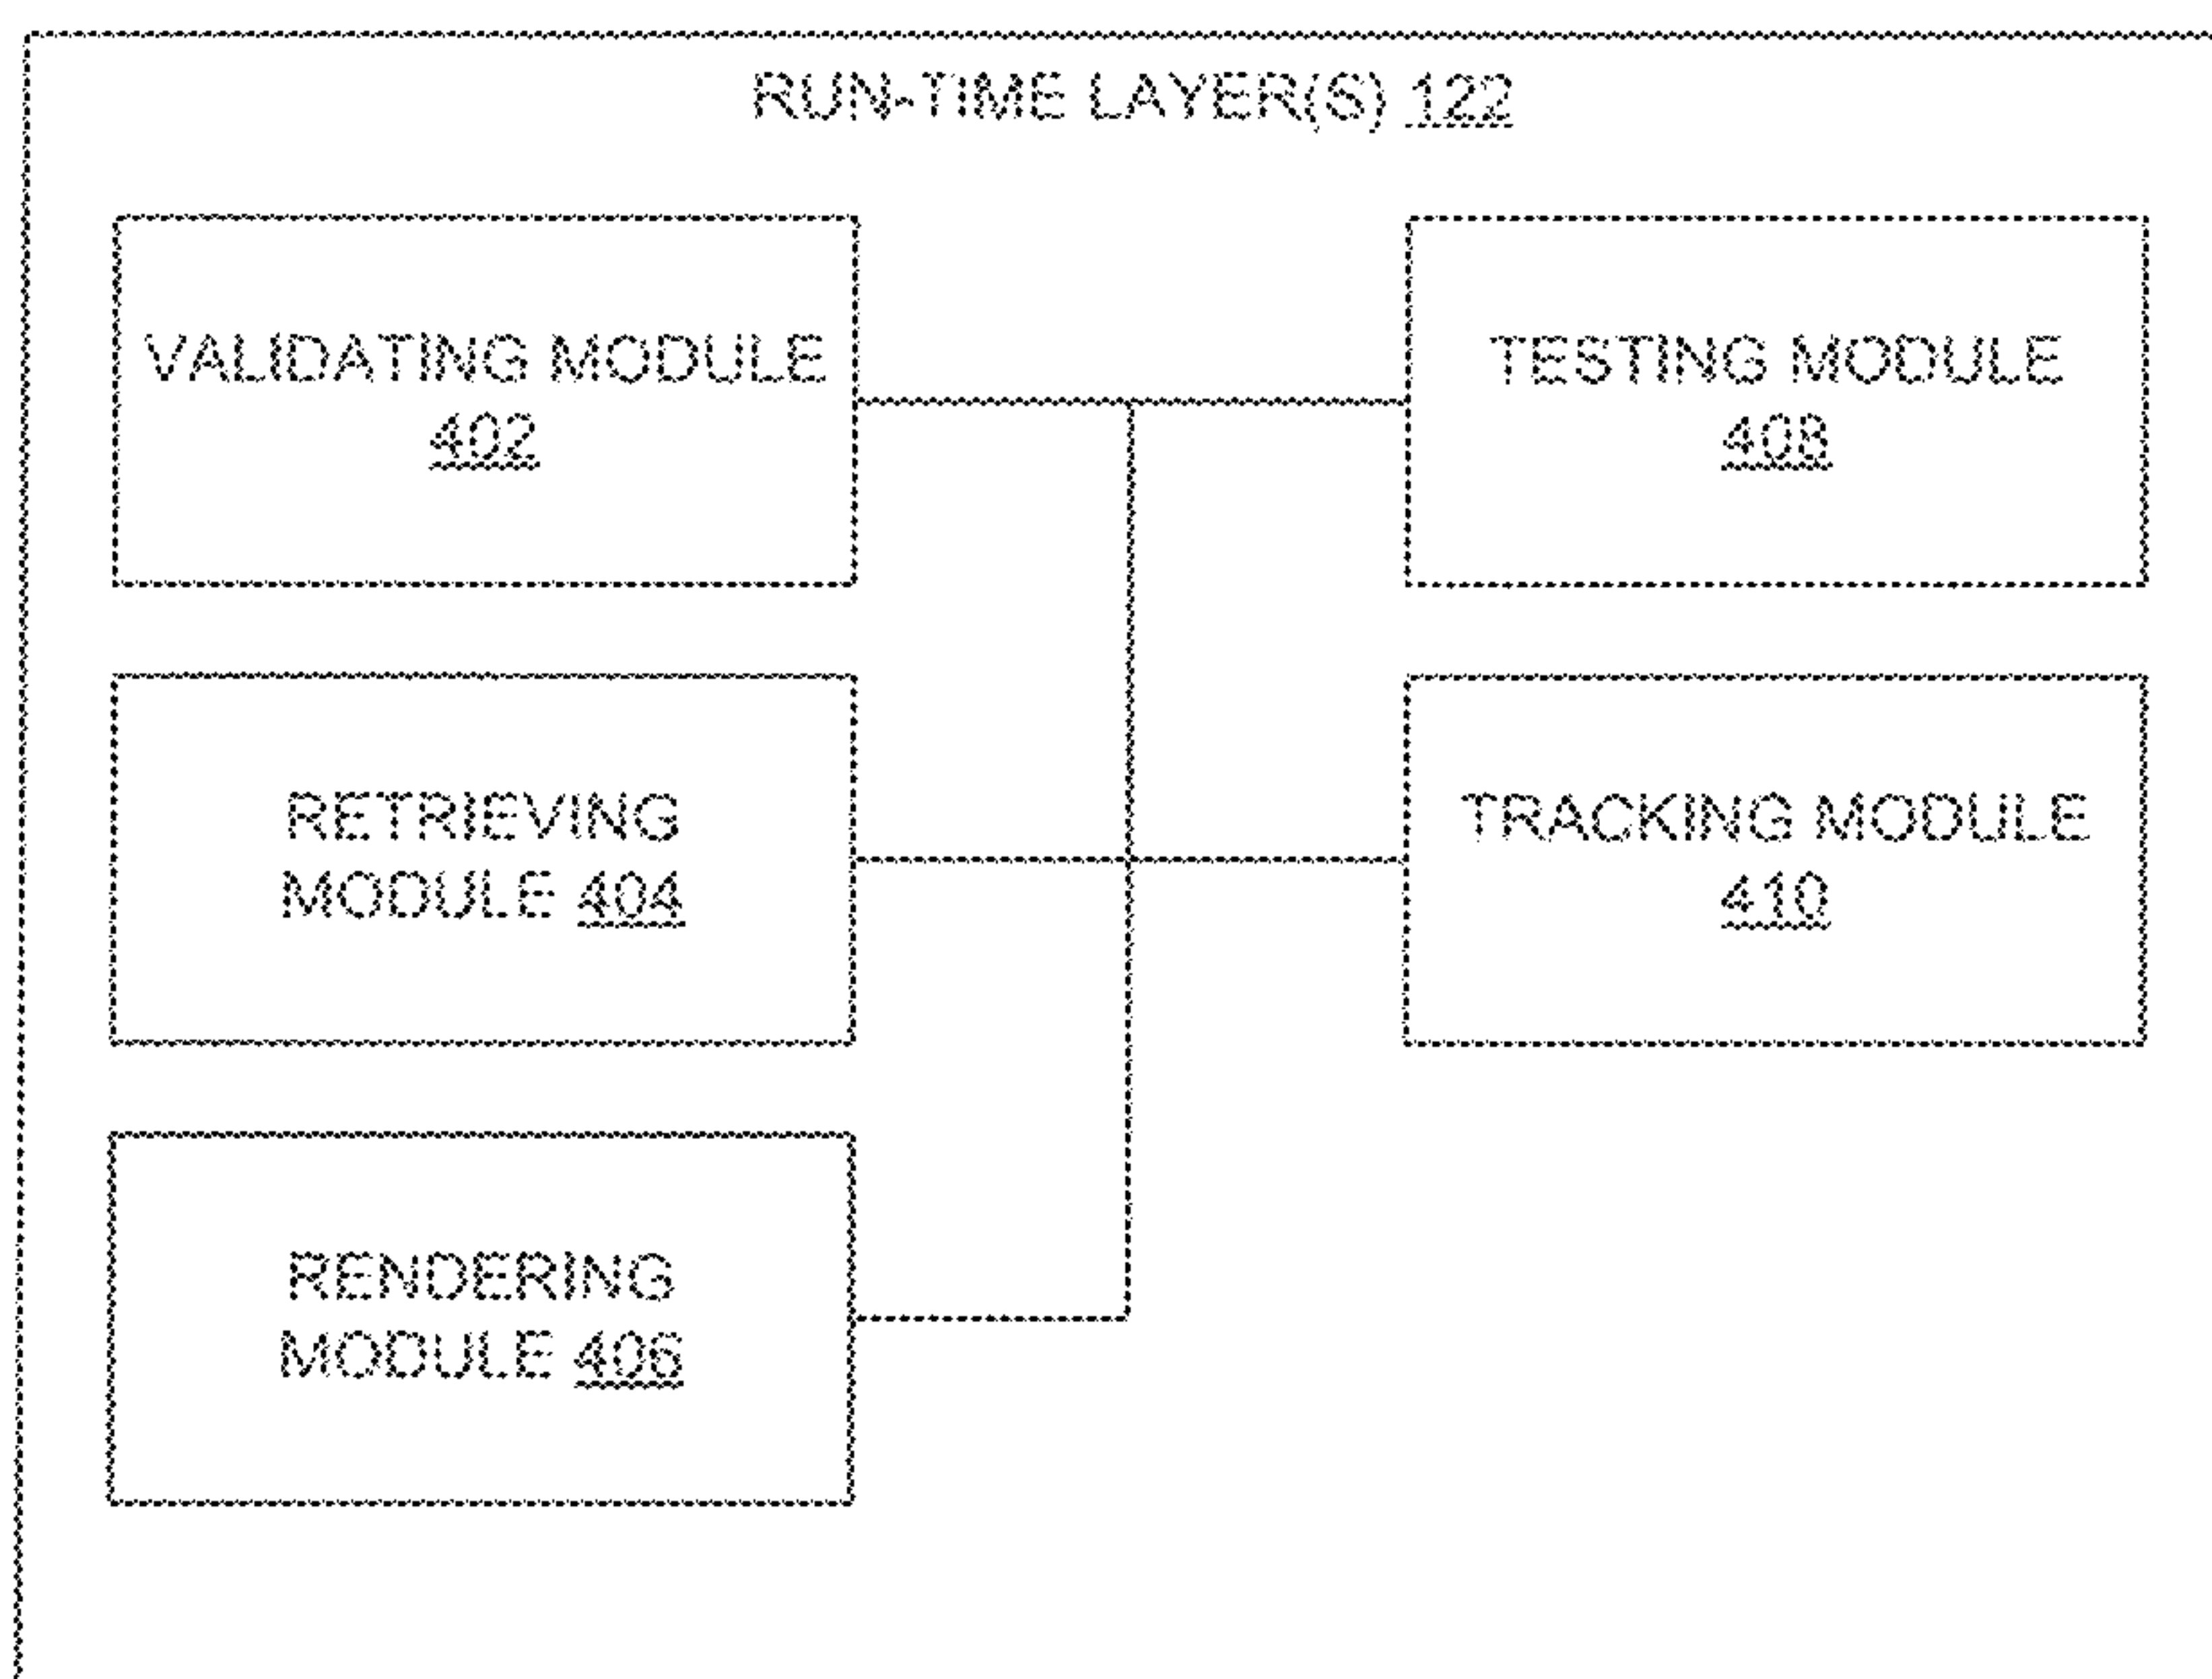 RUN-TIME LAYER(S) 122
VALIDATING MODULE
402
TESTING MODULE
408
RETRIEVING
MODULE 404
TRACKING MODULE
410
RENDERING
MODULE 406